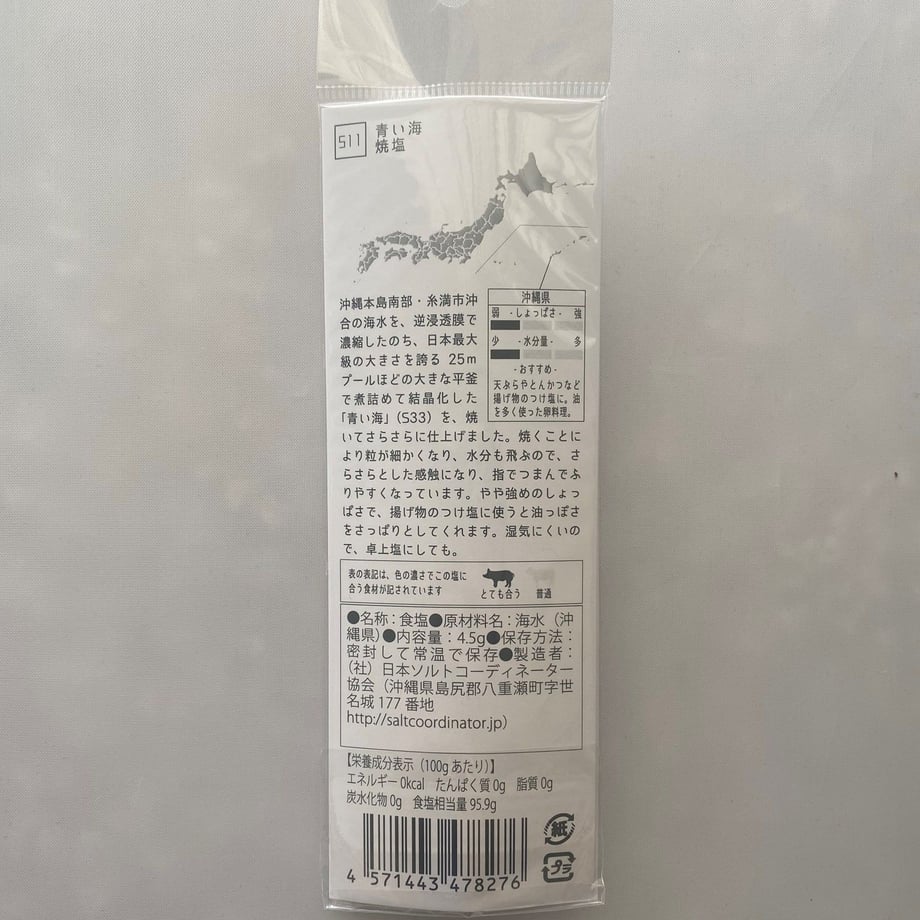 S11
青い海
焼塩
沖縄本島南部・糸満市沖
合の海水を、逆浸透膜で
濃縮したのち、日本最大
級の大きさを誇る 25m
プールほどの大きな平釜
で煮詰めて結晶化した
「青い海」(S33) を、焼
いてさらさらに仕上げました。焼くことに
より粒が細かくなり、水分も飛ぶので、さ
らさらとした感触になり、指でつまんでふ
りやすくなっています。やや強めのしょっ
ぱさで、揚げ物のつけ塩に使うと油っぽさ
をさっぱりとしてくれます。湿気にくいの
で、卓上塩にしても。
沖縄県
弱 - しょっぱさ - 強
少 - 水分量 - 多
- おすすめ -
天ぷらやとんかつなど
揚げ物のつけ塩に。油
を多く使った卵料理。
表の表記は、色の濃さでこの塩に
合う食材が記されています
とても合う 普通
●名称：食塩●原材料名：海水（沖
縄県）●内容量：4.5g●保存方法：
密封して常温で保存●製造者：
（社）日本ソルトコーディネーター
協会（沖縄県島尻郡八重瀬町字世
名城 177 番地
http://saltcoordinator.jp）
【栄養成分表示（100g あたり）】
エネルギー 0kcal たんぱく質 0g 脂質 0g
炭水化物 0g 食塩相当量 95.9g
4 571443 478276
紙
プラ